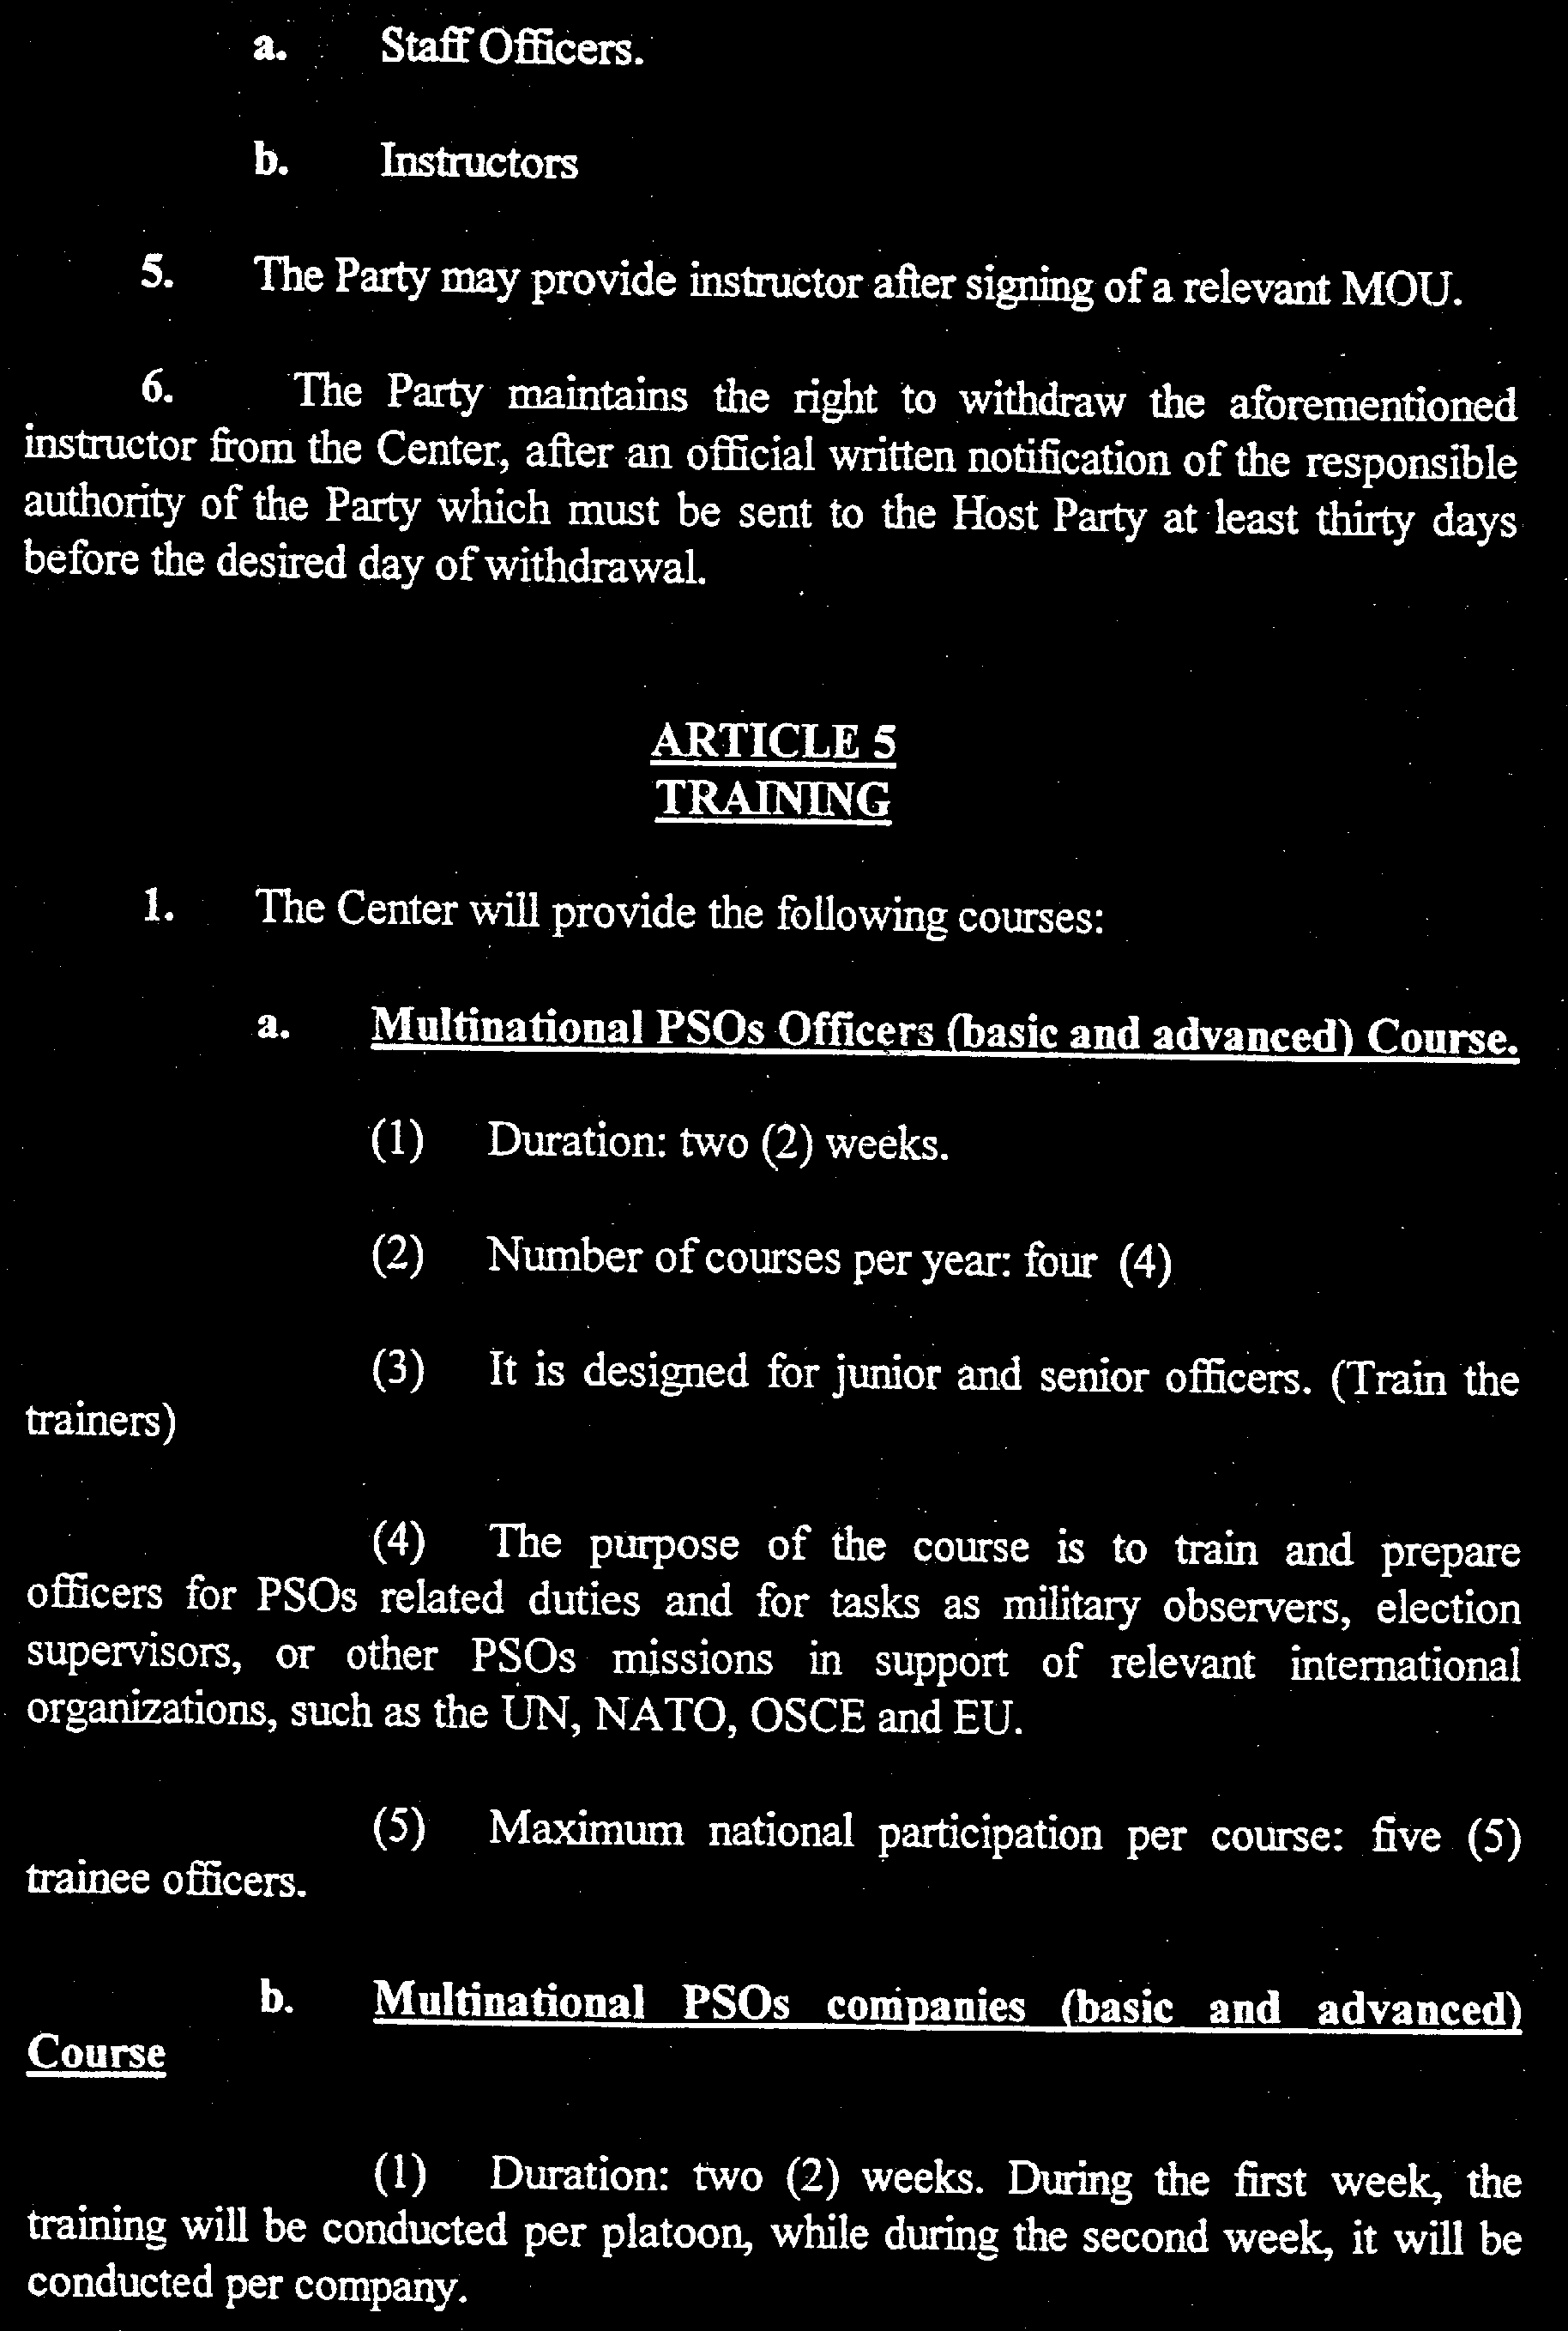 a. Staff Officers.
b. Instructors
5. The Party may provide instructor after signing of a relevant MOU.
6. The Party maintains the right to withdraw the aforementioned
instructor from the Center, after an official written notification of the responsible
authority of the Party which must be sent to the Host Party at least thirty days
before the desired day of withdrawal.
ARTICLE 5
TRAINING
1. The Center will provide the following courses:
a. Multinational PSOs Officers (basic and advanced) Course.
(1) Duration: two (2) weeks.
(2) Number of courses per year: four (4)
(3) It is designed for junior and senior officers. (Train the
trainers)
(4) The purpose of the course is to train and prepare
officers for PSOs related duties and for tasks as military observers, election
supervisors, or other PSOs missions in support of relevant international
organizations, such as the UN, NATO, OSCE and EU.
(5) Maximum national participation per course: five (5)
trainee officers.
b. Multinational PSOs companies (basic and advanced)
Course
(1) Duration: two (2) weeks. During the first week, the
training will be conducted per platoon, while during the second week, it will be
conducted per company.